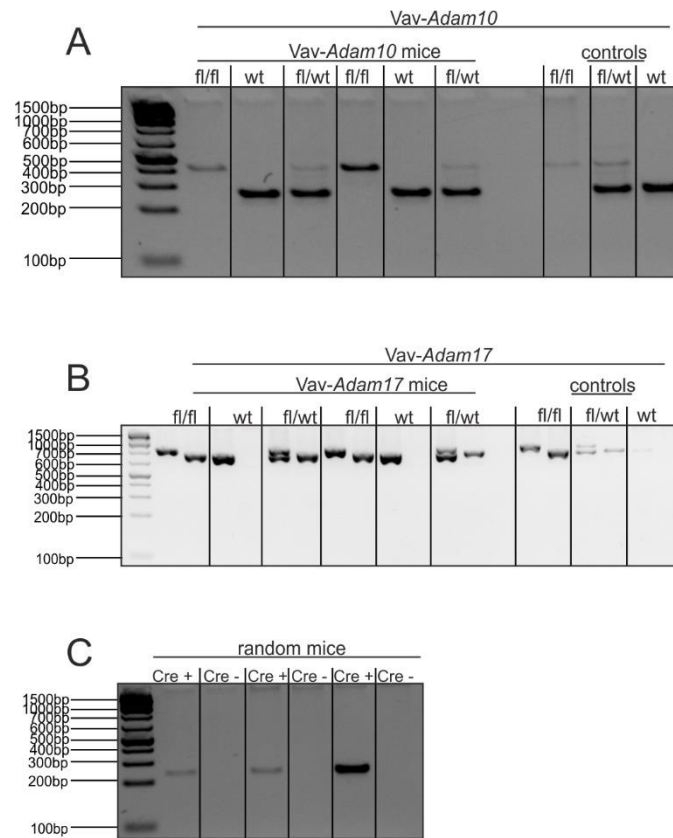 Vav-Adam10
A
Vav-Adam10 mice
controls
fl/fl wt fl/wt fl/fl wt fl/wt fl/fl fl/wt wt
1500bp
1000bp
700bp
600bp
500bp
400bp
300bp
200bp
100bp
Vav-Adam17
B
Vav-Adam17 mice
controls
fl/fl wt fl/wt fl/fl wt fl/wt fl/fl fl/wt wt
1500bp
1000bp
700bp
600bp
500bp
400bp
300bp
200bp
100bp
C
random mice
Cre + Cre - Cre + Cre - Cre + Cre -
1500bp
1000bp
700bp
600bp
500bp
400bp
300bp
200bp
100bp